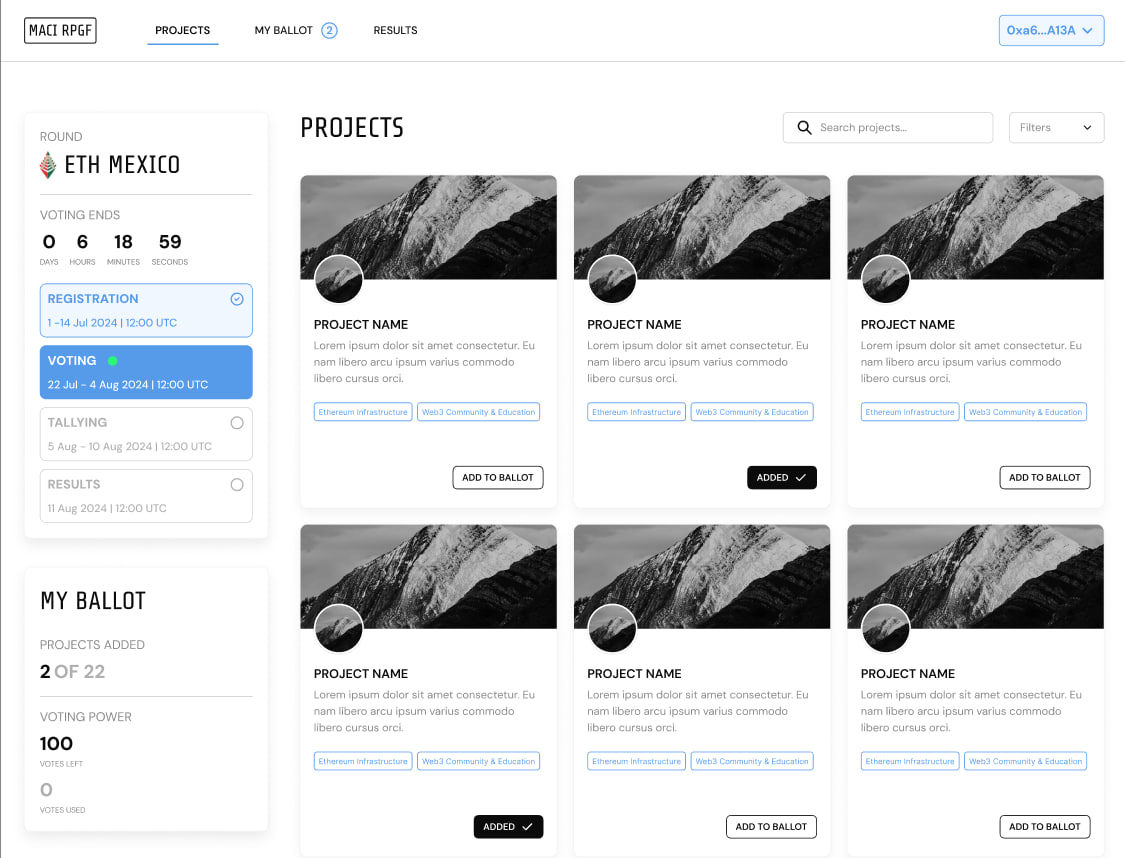 MACI RPGF
PROJECTS
MY BALLOT 2
RESULTS
0xa6...A13A
ROUND
ETH MEXICO
VOTING ENDS
0 6 18 59
DAYS HOURS MINUTES SECONDS
REGISTRATION
1 -14 Jul 2024 | 12:00 UTC
VOTING
22 Jul - 4 Aug 2024 | 12:00 UTC
TALLYING
5 Aug - 10 Aug 2024 | 12:00 UTC
RESULTS
11 Aug 2024 | 12:00 UTC
MY BALLOT
PROJECTS ADDED
2 OF 22
VOTING POWER
100
VOTES LEFT
0
VOTES USED
PROJECTS
Search projects...
Filters
PROJECT NAME
Lorem ipsum dolor sit amet consectetur. Eu
nam libero arcu ipsum varius commodo
libero cursus orci.
Ethereum Infrastructure
Web3 Community & Education
ADD TO BALLOT
PROJECT NAME
Lorem ipsum dolor sit amet consectetur. Eu
nam libero arcu ipsum varius commodo
libero cursus orci.
Ethereum Infrastructure
Web3 Community & Education
ADDED
PROJECT NAME
Lorem ipsum dolor sit amet consectetur. Eu
nam libero arcu ipsum varius commodo
libero cursus orci.
Ethereum Infrastructure
Web3 Community & Education
ADD TO BALLOT
PROJECT NAME
Lorem ipsum dolor sit amet consectetur. Eu
nam libero arcu ipsum varius commodo
libero cursus orci.
Ethereum Infrastructure
Web3 Community & Education
ADDED
PROJECT NAME
Lorem ipsum dolor sit amet consectetur. Eu
nam libero arcu ipsum varius commodo
libero cursus orci.
Ethereum Infrastructure
Web3 Community & Education
ADD TO BALLOT
PROJECT NAME
Lorem ipsum dolor sit amet consectetur. Eu
nam libero arcu ipsum varius commodo
libero cursus orci.
Ethereum Infrastructure
Web3 Community & Education
ADD TO BALLOT